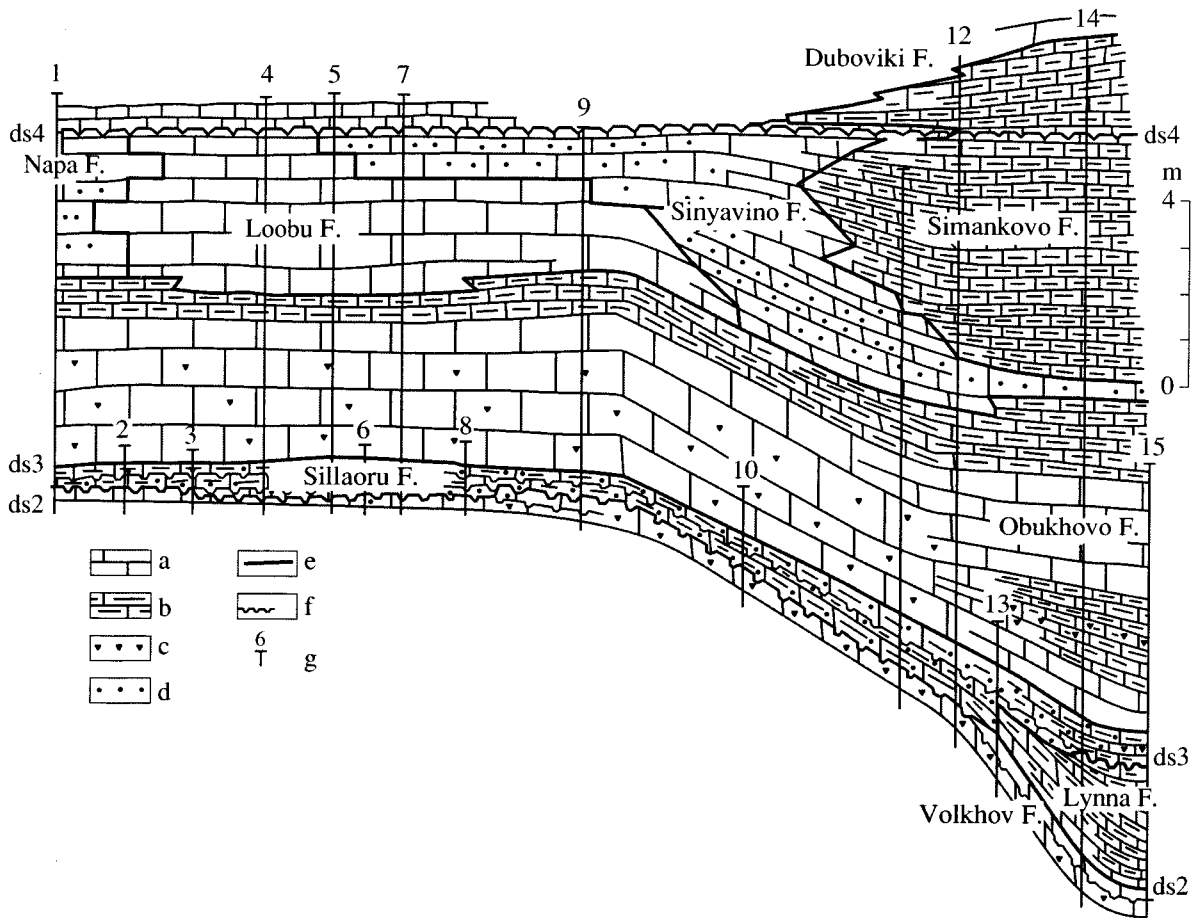 14
12
Duboviki F.
1
4
5
7
9
ds4
ds4
Napa F.
m
4
Sinyavino F.
Simankovo F.
Loobu F.
0
2
3
6
8
15
ds3
Sillaoru F.
10
ds2
Obukhovo F.
a
e
b
f
13
c
6
g
d
ds3
Lynna F.
Volkhov F.
ds2